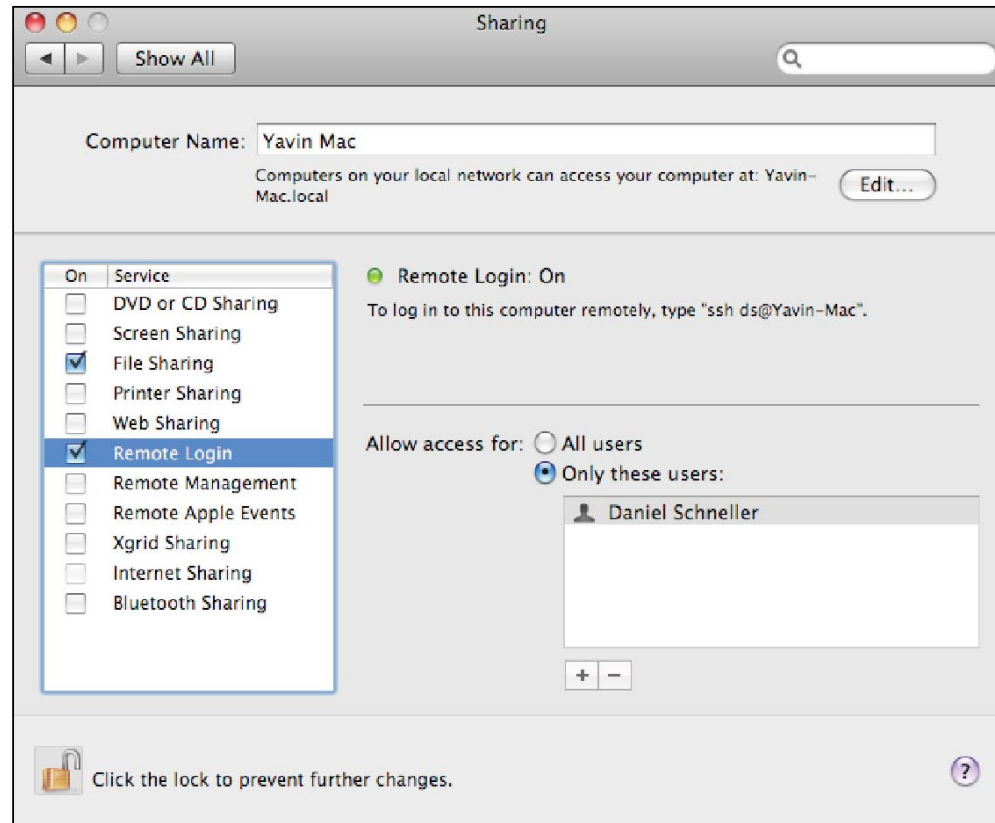 Sharing
Show All
Computer Name: Yavin Mac
Computers on your local network can access your computer at: Yavin-
Mac.local
Edit...
On Service
DVD or CD Sharing
Screen Sharing
File Sharing
Printer Sharing
Web Sharing
Remote Login
Remote Management
Remote Apple Events
Xgrid Sharing
Internet Sharing
Bluetooth Sharing
Remote Login: On
To log in to this computer remotely, type "ssh ds@Yavin-Mac".
Allow access for: All users
Only these users:
Daniel Schneller
+ −
Click the lock to prevent further changes.
?